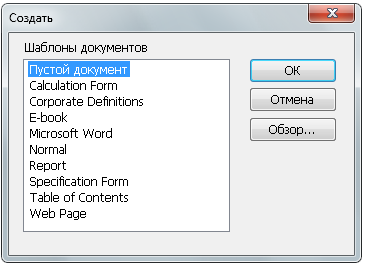 Создать
Шаблоны документов
Пустой документ
Calculation Form
Corporate Definitions
E-book
Microsoft Word
Normal
Report
Specification Form
Table of Contents
Web Page
ОК
Отмена
Обзор...